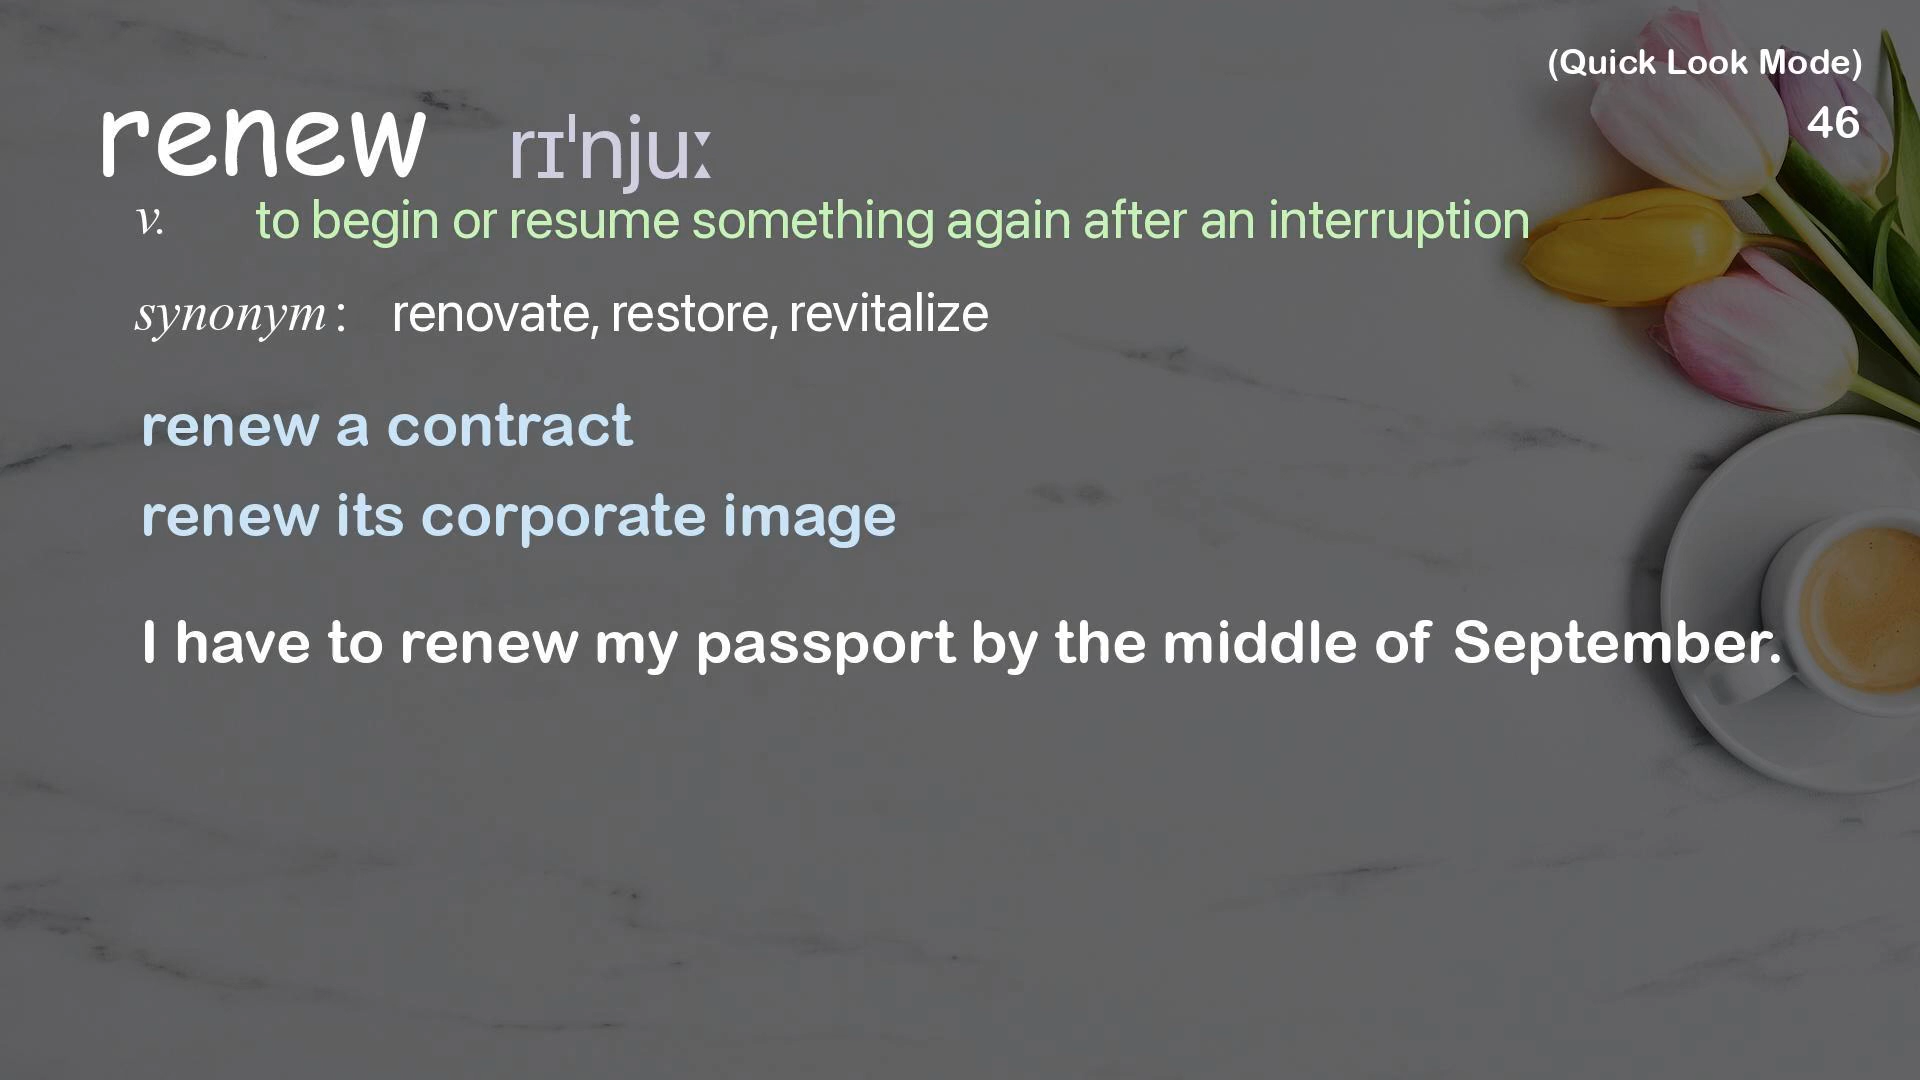 (Quick Look Mode)
46
renew rɪˈnjuː
v. to begin or resume something again after an interruption
synonym: renovate, restore, revitalize
renew a contract
renew its corporate image
I have to renew my passport by the middle of September.